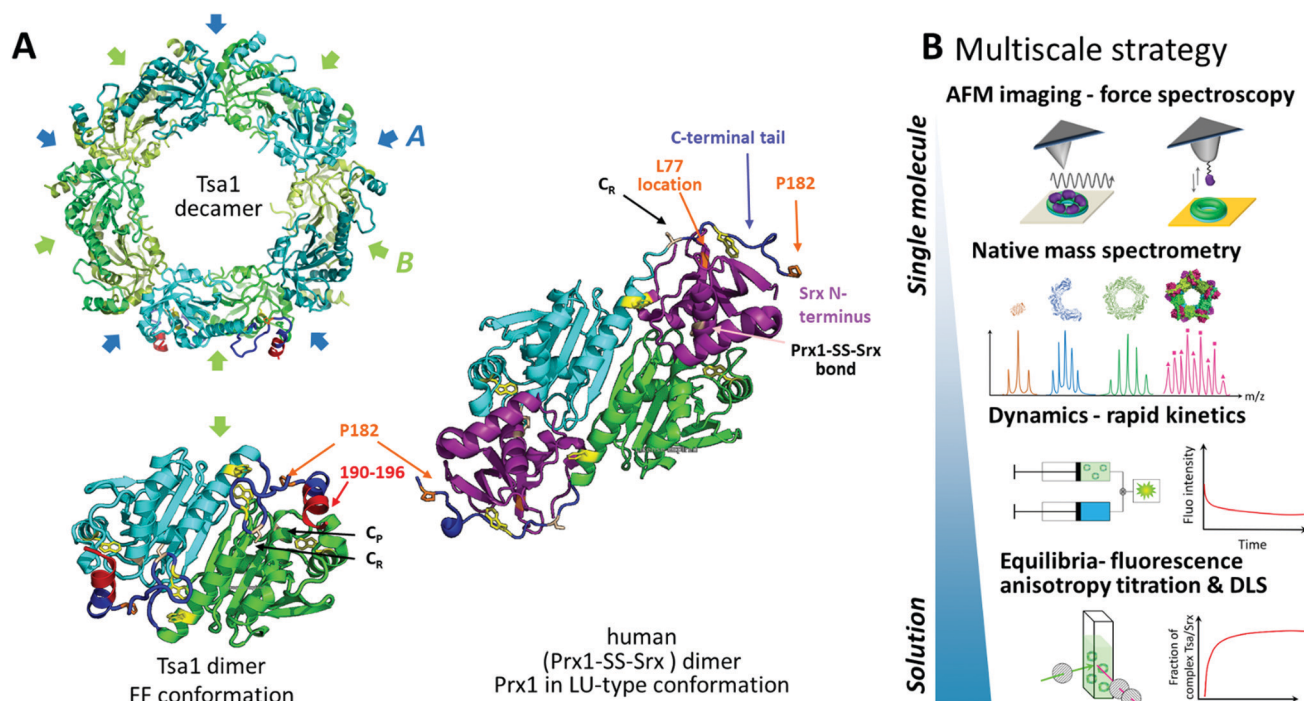 A
Tsa1
decamer
A
B
P182
190-196
CP
CR
Tsa1 dimer
FF conformation
C-terminal tail
L77
location
CR
P182
Srx N-
terminus
Prx1-SS-Srx
bond
human
(Prx1-SS-Srx ) dimer
Prx1 in LU-type conformation
B Multiscale strategy
Single molecule
Solution
AFM imaging - force spectroscopy
Native mass spectrometry
m/z
Dynamics - rapid kinetics
Fluo intensity
Time
Equilibria- fluorescence
anisotropy titration & DLS
Fraction of
complex Tsa/Srx